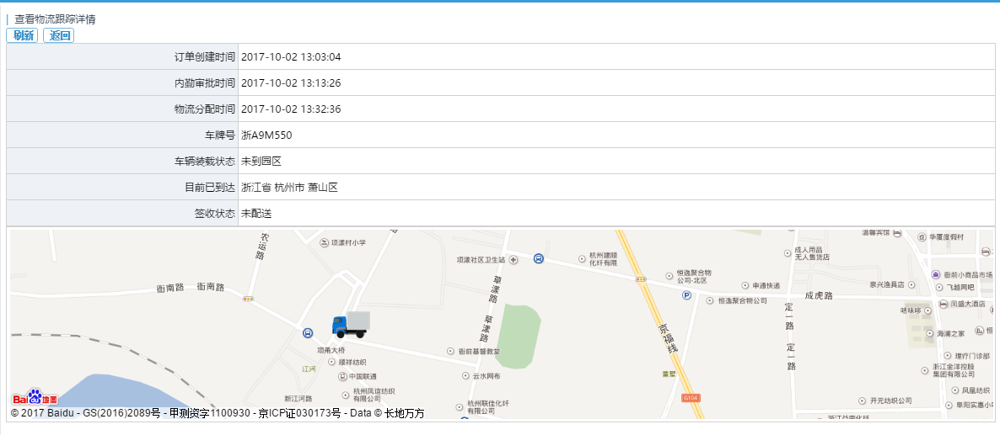 查看物流跟踪详情
刷新 返回
订单创建时间 2017-10-02 13:03:04
内勤审批时间 2017-10-02 13:13:26
物流分配时间 2017-10-02 13:32:36
车牌号 浙A9M550
车辆装载状态 未到园区
目前已到达 浙江省 杭州市 萧山区
签收状态 未配送
农运路
项漾村小学
温馨宾馆
华厦度假村
成人用品
无人售货店
项漾社区卫生站
杭州建顺
化纤有限
恒逸聚合物
公司-北区
衙前小商品市场
衙南路 衙南路
草漾路
申通快递
泉兴渔具店
飞越网吧
恒逸聚合物公司
成虎路
凤盛大酒店
定一路
咕味哆
草漾路
京福线
海澜之家
恒
项甬大桥
衙前基督教堂
定一路
理疗门诊部
顺祥纺织
江河
中国联通
云水网布
童墅
浙江金洋控股
集团有限公司
杭州凤谊纺织
有限公司
新江河路
G104
凤凰纺织
开元纺织公司
杭州联佳化纤
有限公司
阜阳实惠小吃
Bai du 地图
© 2017 Baidu - GS(2016)2089号 - 甲测资字1100930 - 京ICP证030173号 - Data © 长地万方